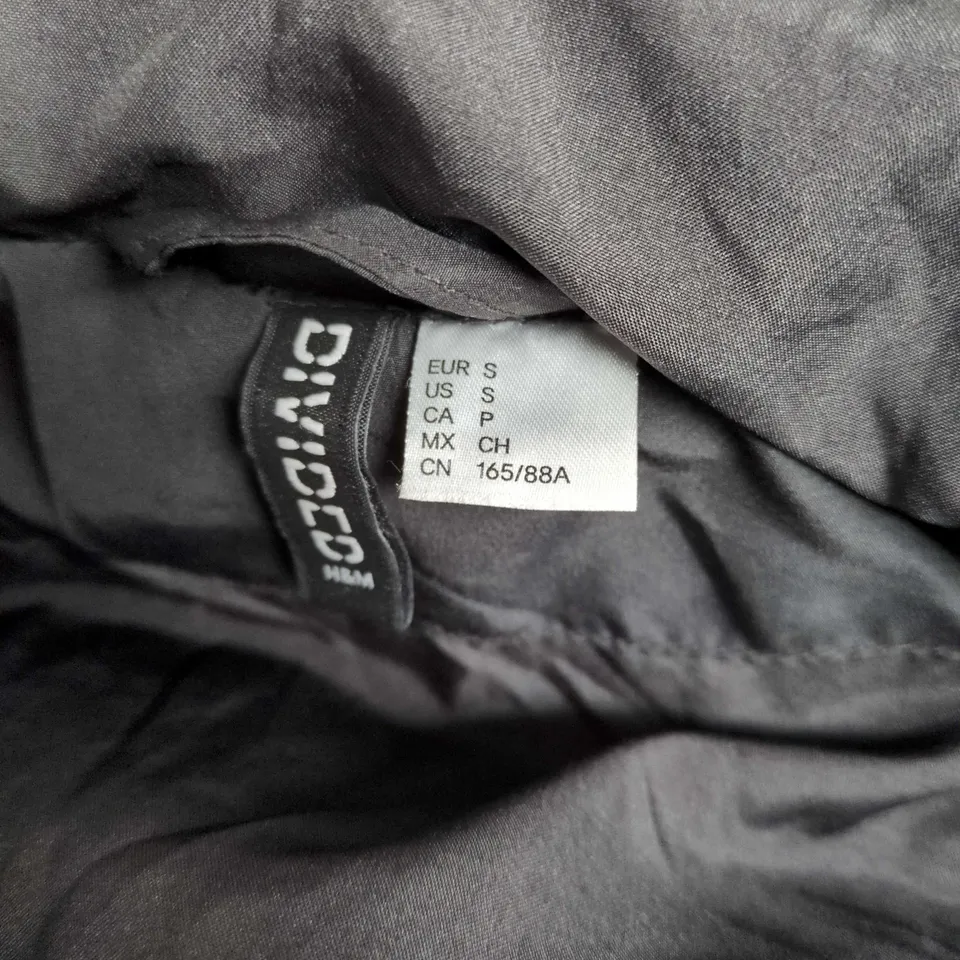 DIVIDED
H&M
EUR S
US S
CA P
MX CH
CN 165/88A